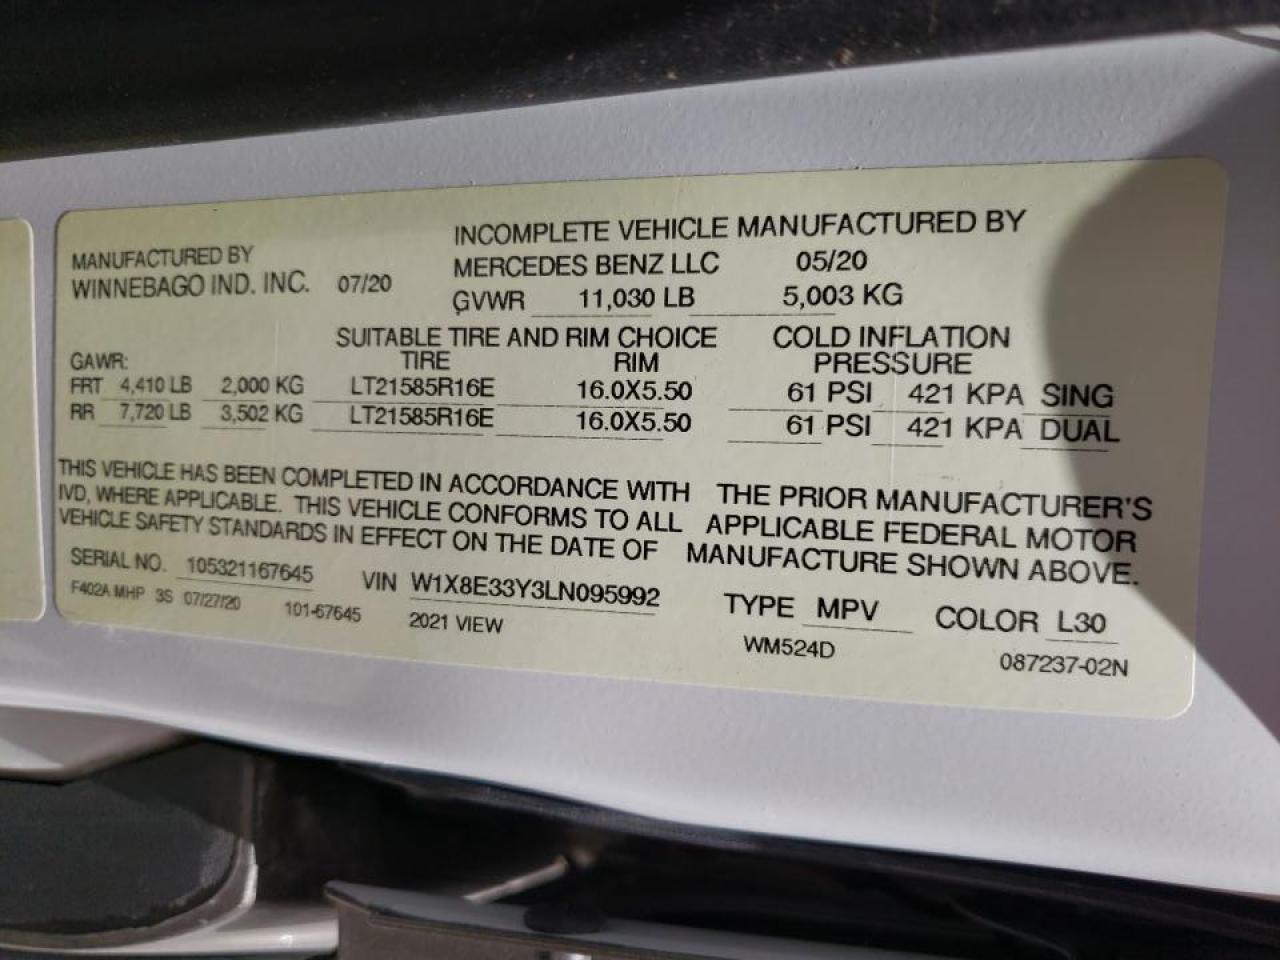 MANUFACTURED BY
WINNEBAGO IND. INC. 07/20
INCOMPLETE VEHICLE MANUFACTURED BY
MERCEDES BENZ LLC 05/20
GVWR 11,030 LB 5,003 KG
SUITABLE TIRE AND RIM CHOICE COLD INFLATION
GAWR: TIRE RIM PRESSURE
FRT 4,410 LB 2,000 KG LT21585R16E 16.0X5.50 61 PSI 421 KPA SING
RR 7,720 LB 3,502 KG LT21585R16E 16.0X5.50 61 PSI 421 KPA DUAL
THIS VEHICLE HAS BEEN COMPLETED IN ACCORDANCE WITH THE PRIOR MANUFACTURER'S
IVD, WHERE APPLICABLE. THIS VEHICLE CONFORMS TO ALL APPLICABLE FEDERAL MOTOR
VEHICLE SAFETY STANDARDS IN EFFECT ON THE DATE OF MANUFACTURE SHOWN ABOVE.
SERIAL NO. 105321167645 VIN W1X8E33Y3LN095992 TYPE MPV COLOR L30
F402A MHP 3S 07/27/20 101-67645 2021 VIEW WM524D 087237-02N